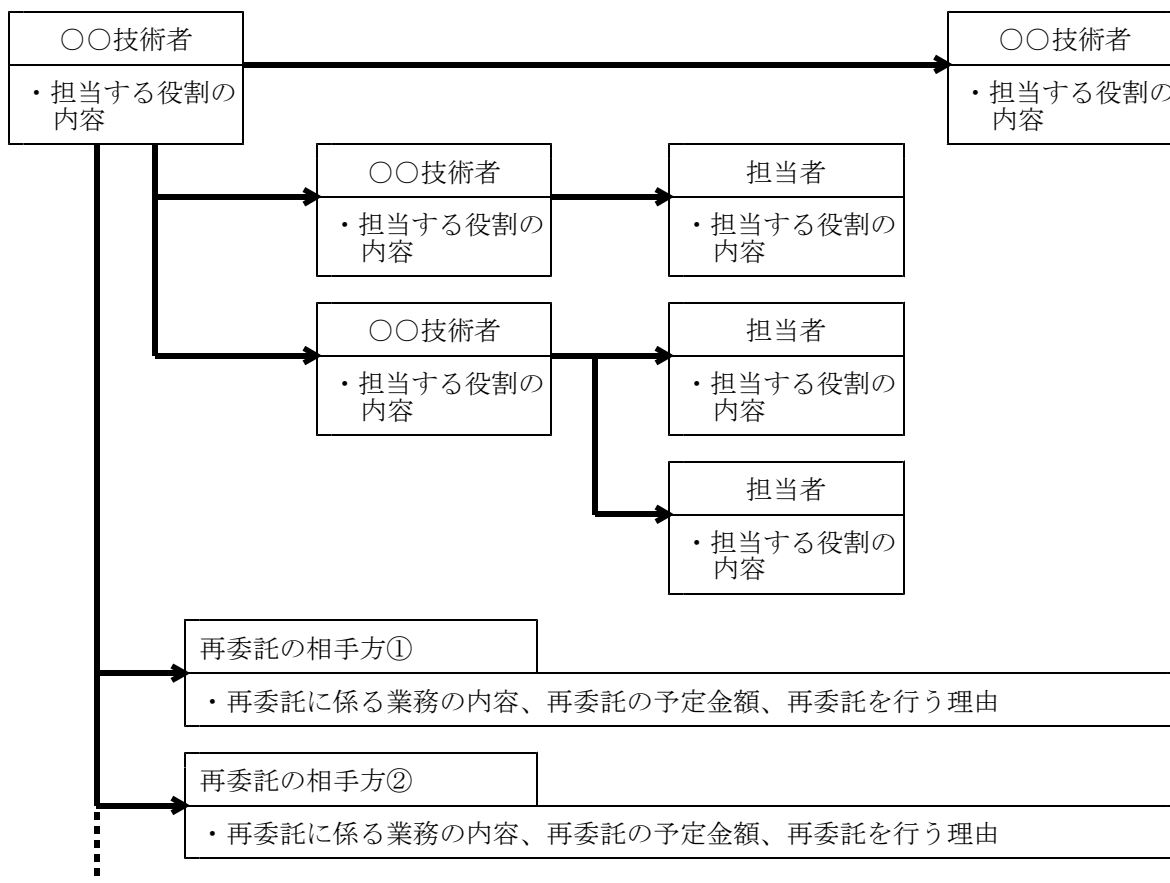 ○○技術者
・担当する役割の
内容
○○技術者
・担当する役割の
内容
○○技術者
・担当する役割の
内容
担当者
・担当する役割の
内容
○○技術者
・担当する役割の
内容
担当者
・担当する役割の
内容
担当者
・担当する役割の
内容
再委託の相手方①
・再委託に係る業務の内容、再委託の予定金額、再委託を行う理由
再委託の相手方②
・再委託に係る業務の内容、再委託の予定金額、再委託を行う理由